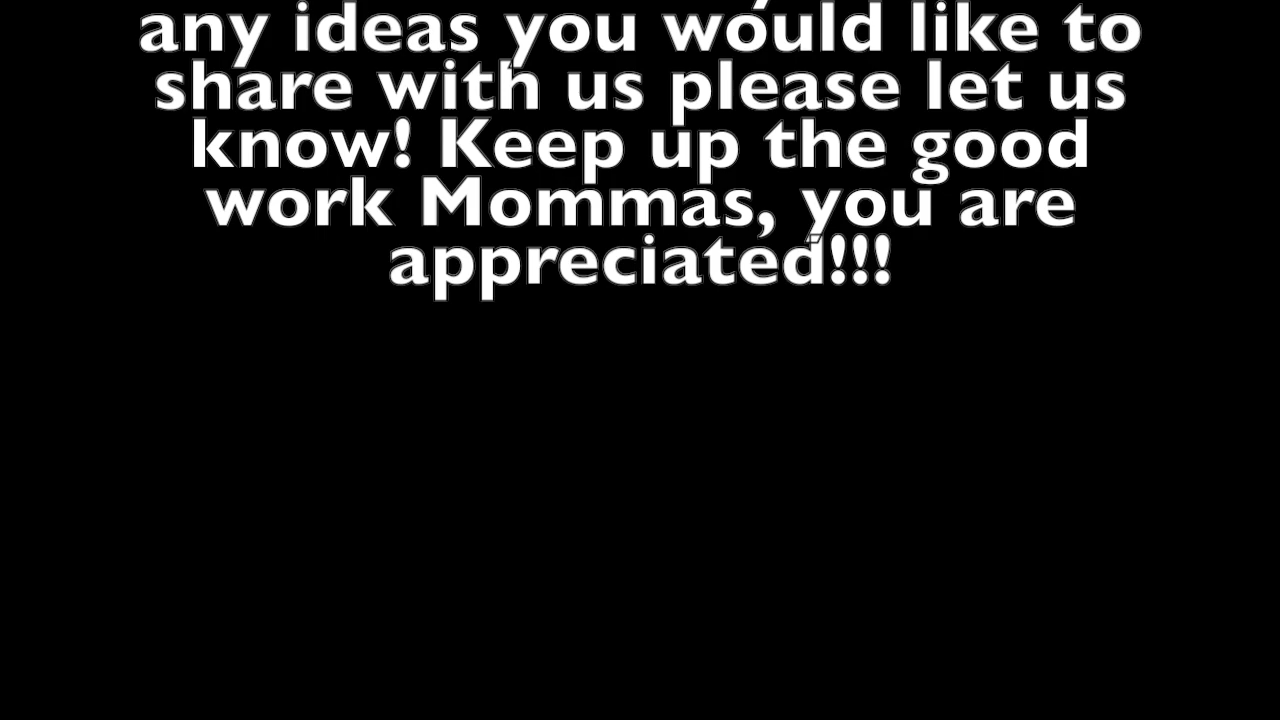 any ideas you would like to
share with us please let us
know! Keep up the good
work Mommas, you are
appreciated!!!